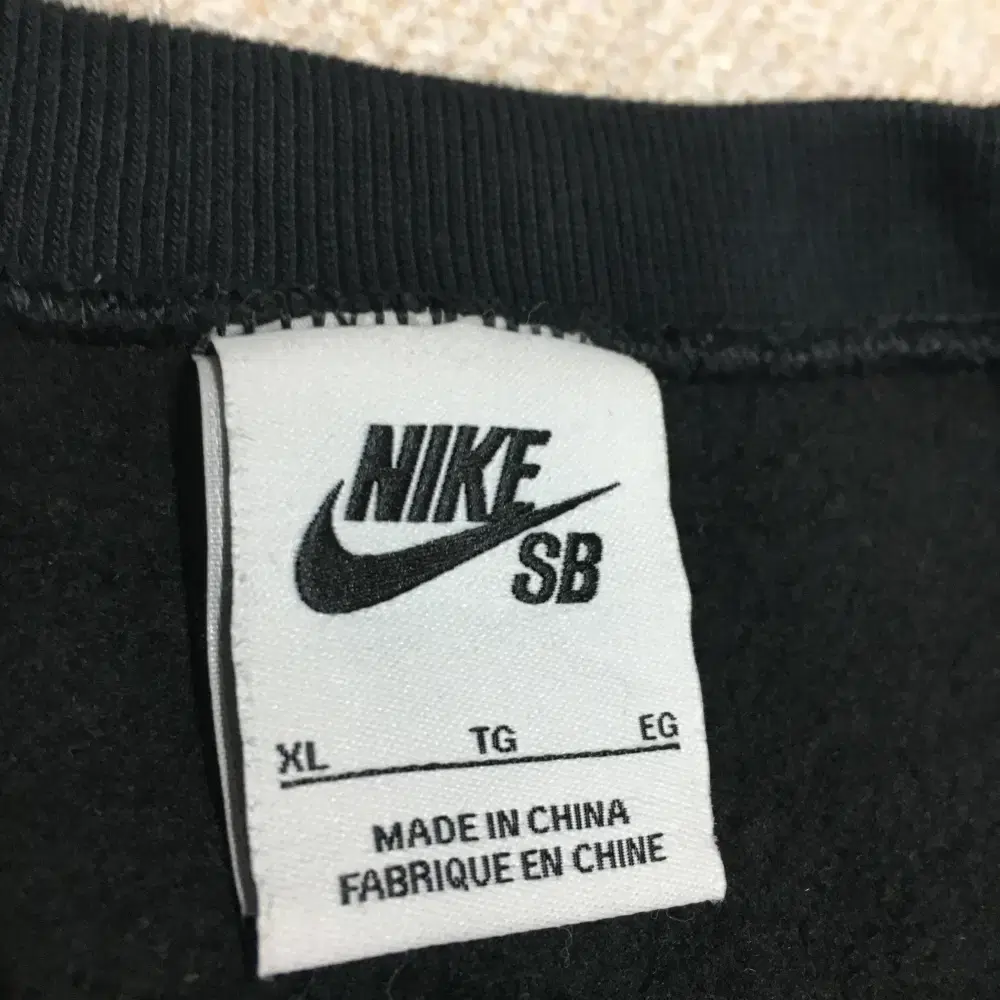 NIKE
SB
XL TG EG
MADE IN CHINA
FABRIQUE EN CHINE